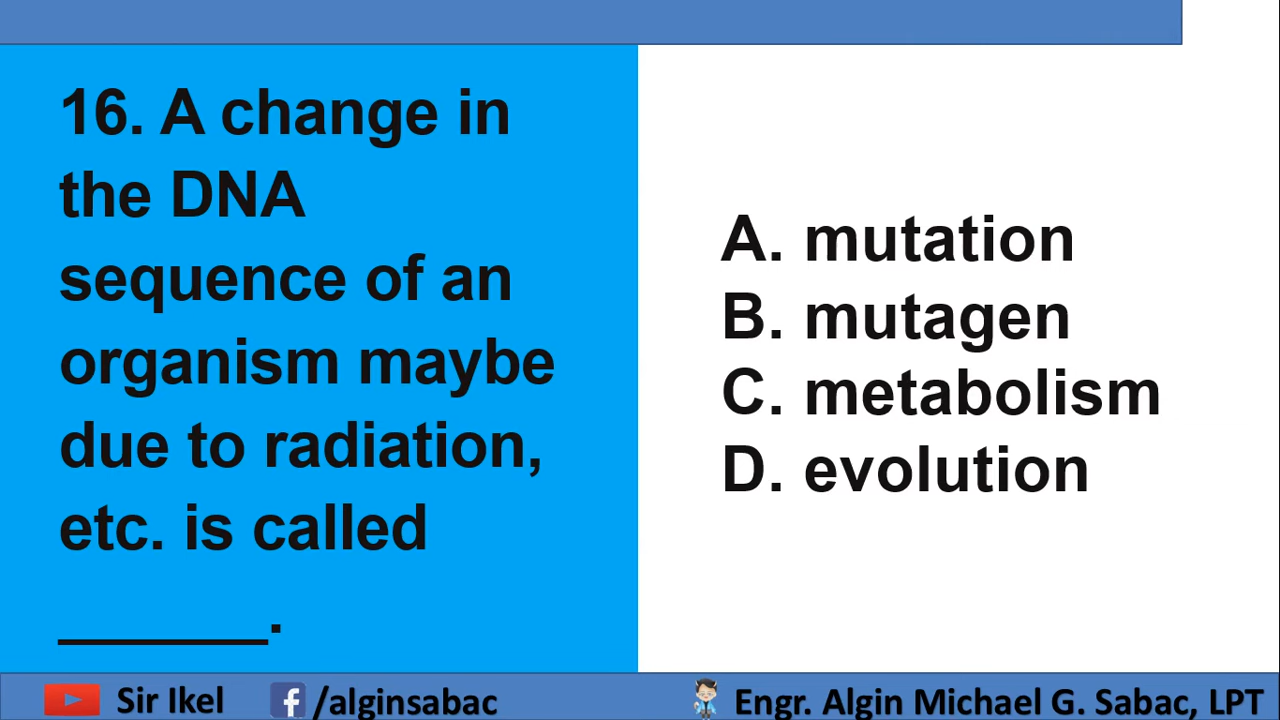 16. A change in
the DNA
sequence of an
organism maybe
due to radiation,
etc. is called
______.
A. mutation
B. mutagen
C. metabolism
D. evolution
Sir Ikel
/alginsabac
Engr. Algin Michael G. Sabac, LPT